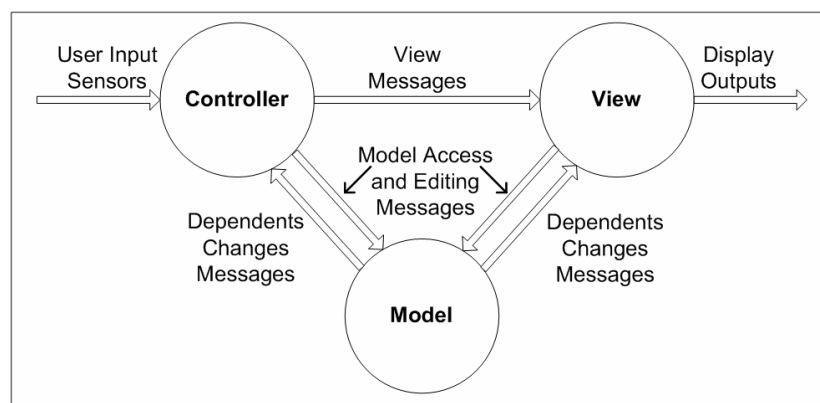 User Input
Sensors
Controller
View
Messages
View
Display
Outputs
Model Access
and Editing
Messages
Dependents
Changes
Messages
Dependents
Changes
Messages
Model